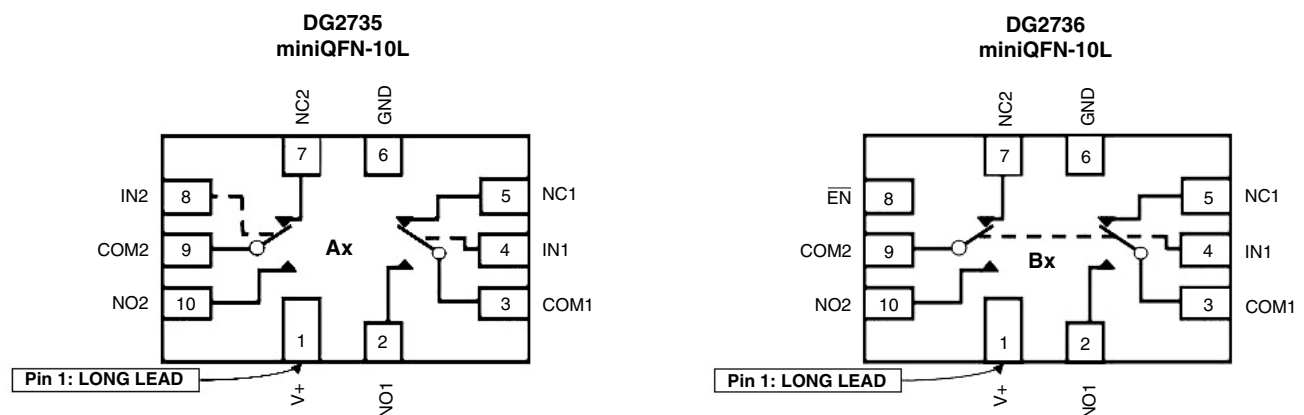 DG2735
miniQFN-10L
NC2
GND
7
6
IN2
8
5
NC1
COM2
9
Ax
4
IN1
NO2
10
3
COM1
1
2
Pin 1: LONG LEAD
V+
NO1
DG2736
miniQFN-10L
NC2
GND
7
6
EN
8
5
NC1
COM2
9
Bx
4
IN1
NO2
10
3
COM1
1
2
Pin 1: LONG LEAD
V+
NO1